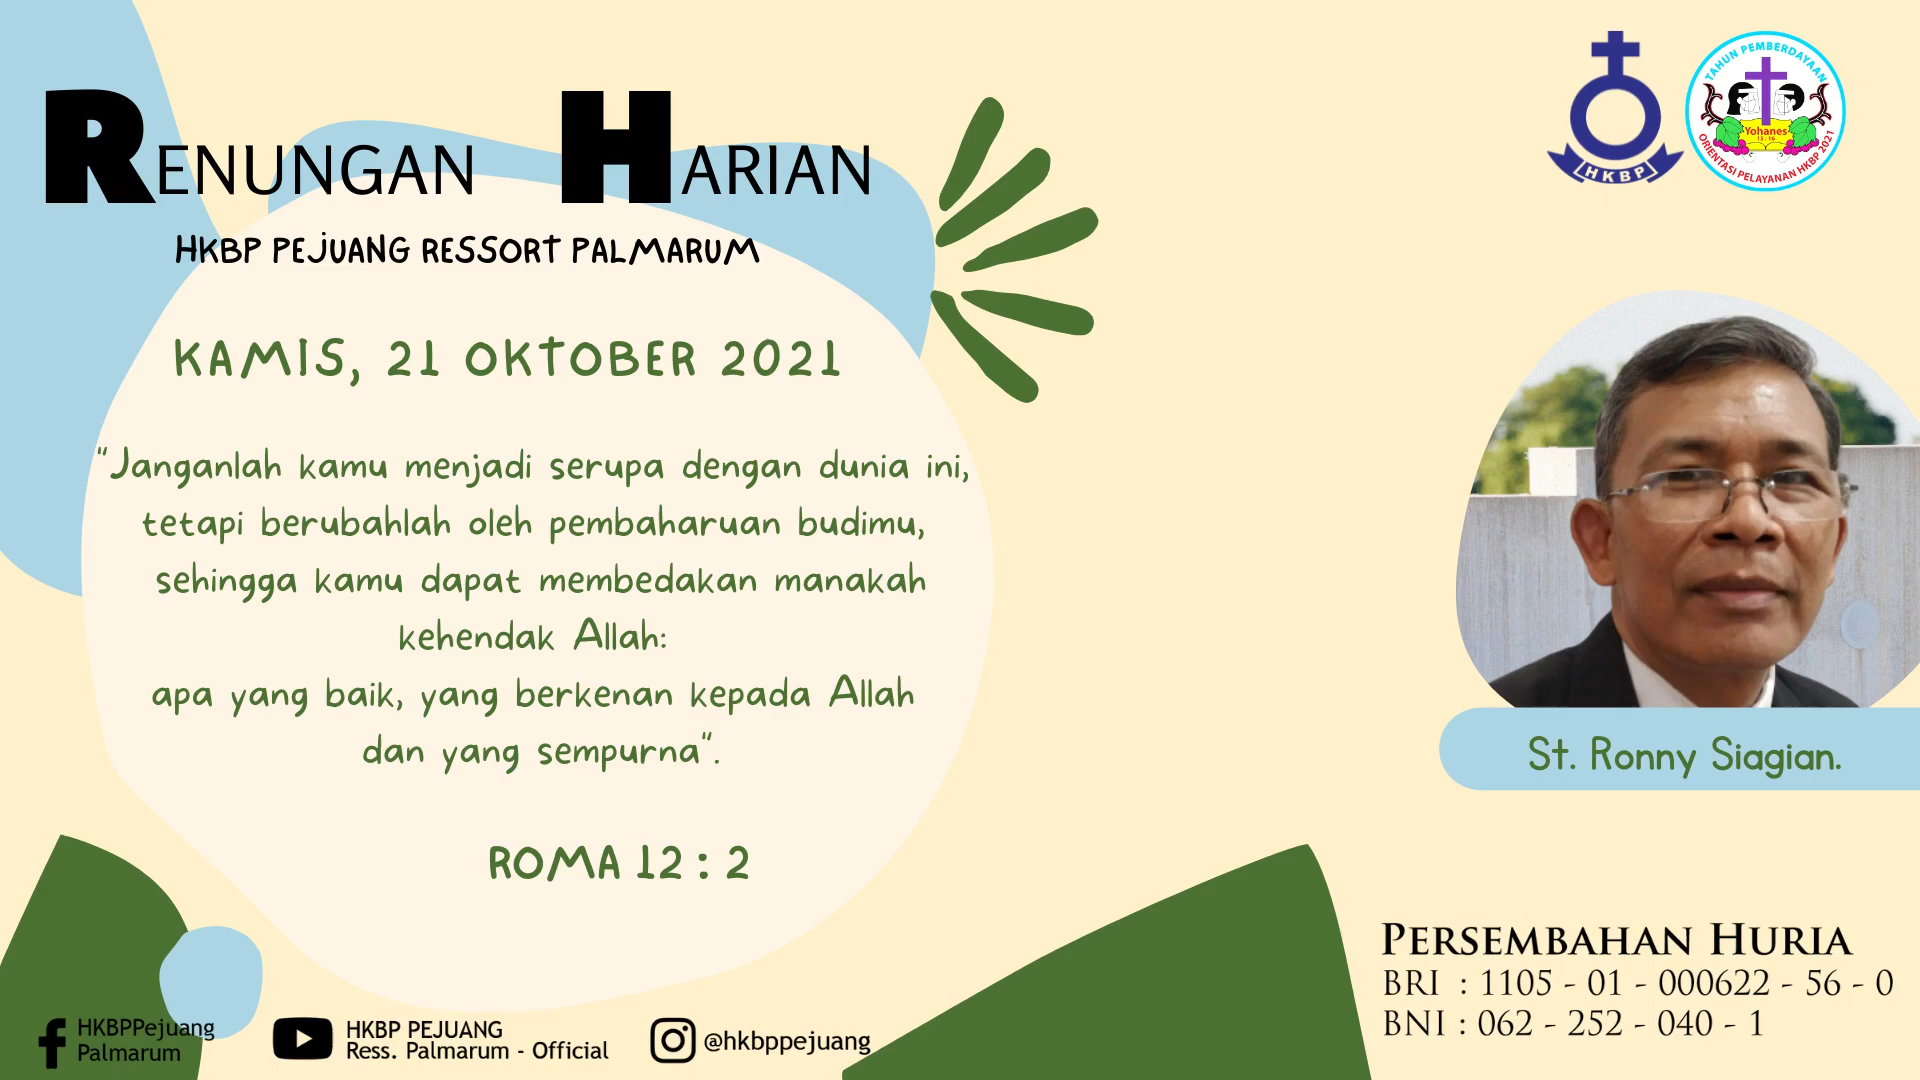 RENUNGAN HARIAN
HKBP PEJUANG RESSORT PALMARUM
KAMIS, 21 OKTOBER 2021
"Janganlah kamu menjadi serupa dengan dunia ini,
tetapi berubahlah oleh pembaharuan budimu,
sehingga kamu dapat membedakan manakah
kehendak Allah:
apa yang baik, yang berkenan kepada Allah
dan yang sempurna".
ROMA 12 : 2
HKBP
TAHUN PEMBERDAYAAN
Yohanes
15 : 16
ORIENTASI PELAYANAN HKBP 2021
St. Ronny Siagian.
PERSEMBAHAN HURIA
BRI : 1105 - 01 - 000622 - 56 - 0
BNI : 062 - 252 - 040 - 1
HKBPPejuang
Palmarum
HKBP PEJUANG
Ress. Palmarum - Official
@hkbppejuang